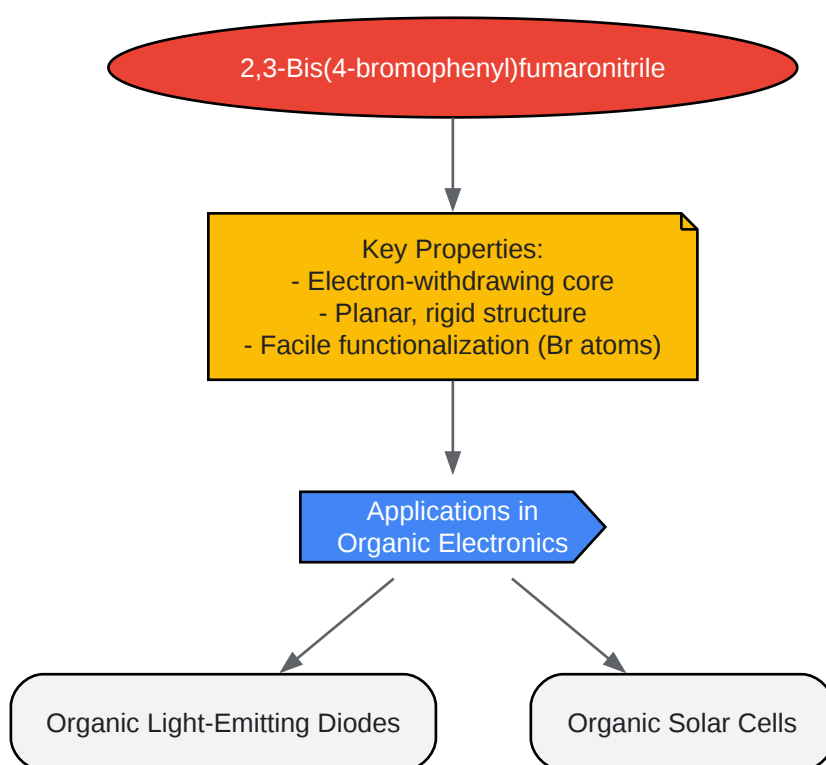 2,3-Bis(4-bromophenyl)fumaronitrile
Key Properties:
- Electron-withdrawing core
- Planar, rigid structure
- Facile functionalization (Br atoms)
Applications in
Organic Electronics
Organic Light-Emitting Diodes
Organic Solar Cells